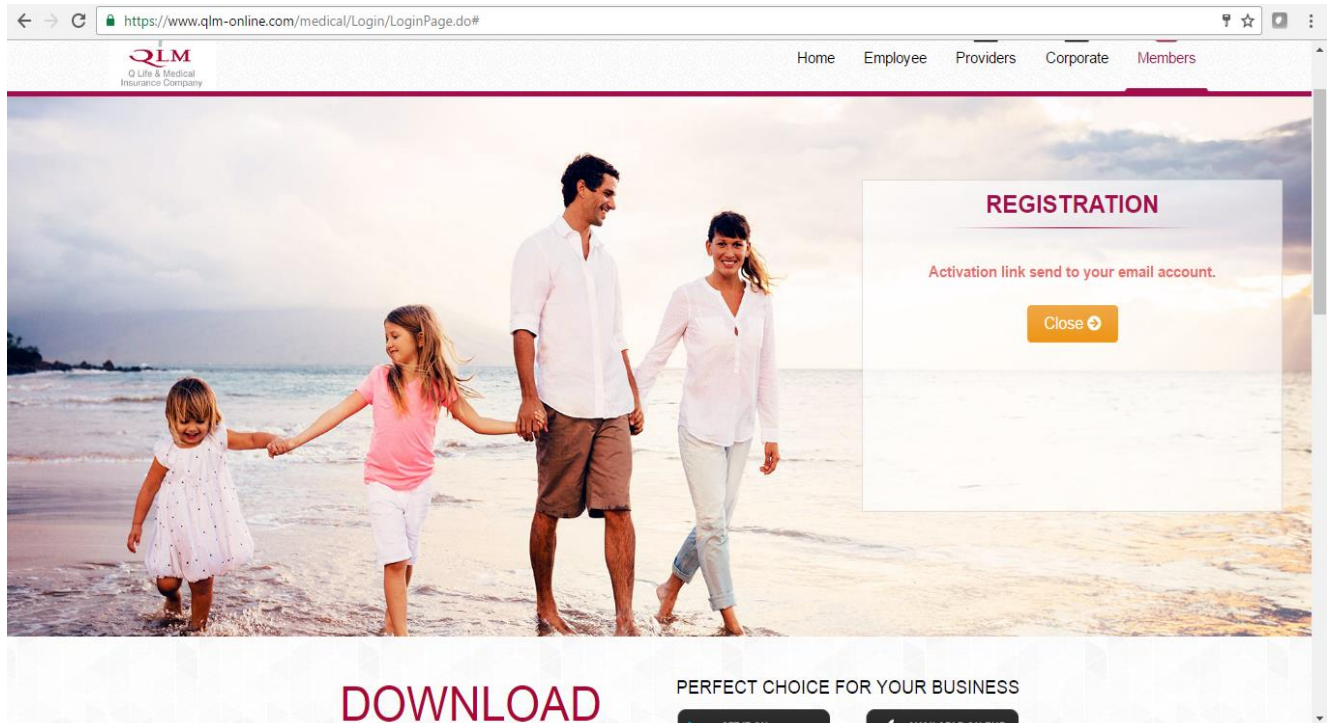 https://www.qlm-online.com/medical/Login/LoginPage.do#
QLM
Q Life & Medical
Insurance Company
Home Employee Providers Corporate Members
REGISTRATION
Activation link send to your email account.
Close
DOWNLOAD
PERFECT CHOICE FOR YOUR BUSINESS